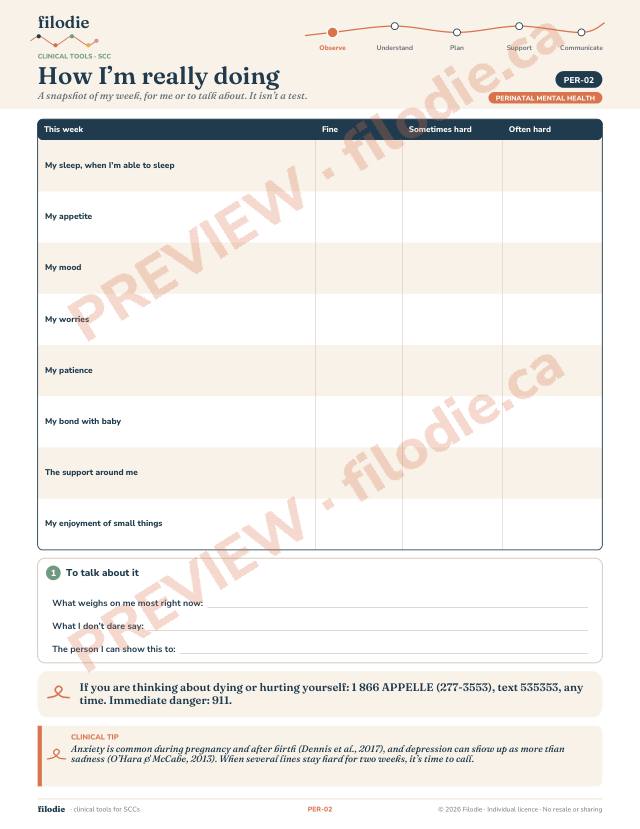 filodie
CLINICAL TOOLS · SCC
Observe Understand Plan Support Communicate
How I’m really doing
A snapshot of my week, for me or to talk about. It isn’t a test.
PER-02
PERINATAL MENTAL HEALTH
This week Fine Sometimes hard Often hard
My sleep, when I’m able to sleep
My appetite
My mood
My worries
My patience
My bond with baby
The support around me
My enjoyment of small things
PREVIEW · filodie.ca
PREVIEW · filodie.ca
1 To talk about it
What weighs on me most right now:
What I don’t dare say:
The person I can show this to:
If you are thinking about dying or hurting yourself: 1 866 APPELLE (277-3553), text 535353, any
time. Immediate danger: 911.
CLINICAL TIP
Anxiety is common during pregnancy and after birth (Dennis et al., 2017), and depression can show up as more than
sadness (O’Hara & McCabe, 2013). When several lines stay hard for two weeks, it’s time to call.
filodie · clinical tools for SCCs PER-02 © 2026 Filodie · Individual licence · No resale or sharing